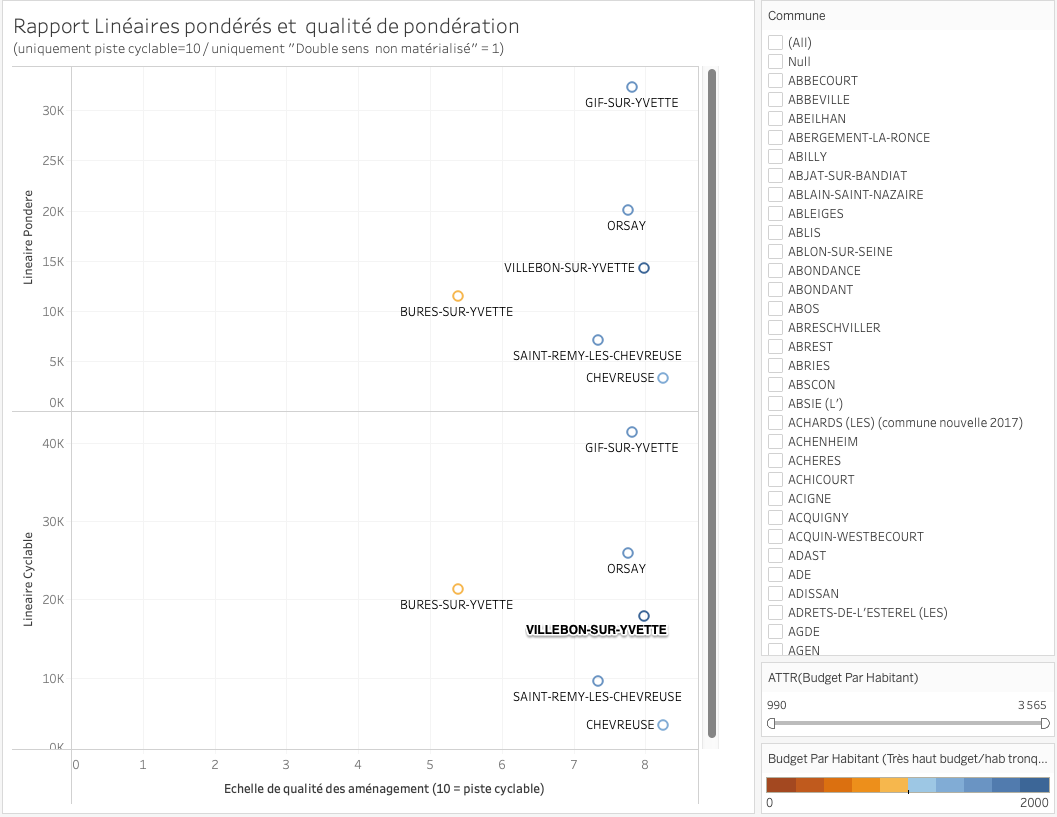 Rapport Linéaires pondérés et  qualité de pondération
(uniquement piste cyclable=10 / uniquement "Double sens  non matérialisé" = 1)
Lineaire Pondere
30K
25K
20K
15K
10K
5K
0K
GIF-SUR-YVETTE
ORSAY
VILLEBON-SUR-YVETTE
BURES-SUR-YVETTE
SAINT-REMY-LES-CHEVREUSE
CHEVREUSE
Lineaire Cyclable
40K
30K
20K
10K
0K
GIF-SUR-YVETTE
ORSAY
BURES-SUR-YVETTE
VILLEBON-SUR-YVETTE
SAINT-REMY-LES-CHEVREUSE
CHEVREUSE
0 1 2 3 4 5 6 7 8
Echelle de qualité des aménagement (10 = piste cyclable)
Commune
(All)
Null
ABBECOURT
ABBEVILLE
ABEILHAN
ABERGEMENT-LA-RONCE
ABILLY
ABJAT-SUR-BANDIAT
ABLAIN-SAINT-NAZAIRE
ABLEIGES
ABLIS
ABLON-SUR-SEINE
ABONDANCE
ABONDANT
ABOS
ABRESCHVILLER
ABREST
ABRIES
ABSCON
ABSIE (L')
ACHARDS (LES) (commune nouvelle 2017)
ACHENHEIM
ACHERES
ACHICOURT
ACIGNE
ACQUIGNY
ACQUIN-WESTBECOURT
ADAST
ADE
ADISSAN
ADRETS-DE-L'ESTEREL (LES)
AGDE
AGEN
ATTR(Budget Par Habitant)
990 3 565
Budget Par Habitant (Très haut budget/hab tronq...
0 2000